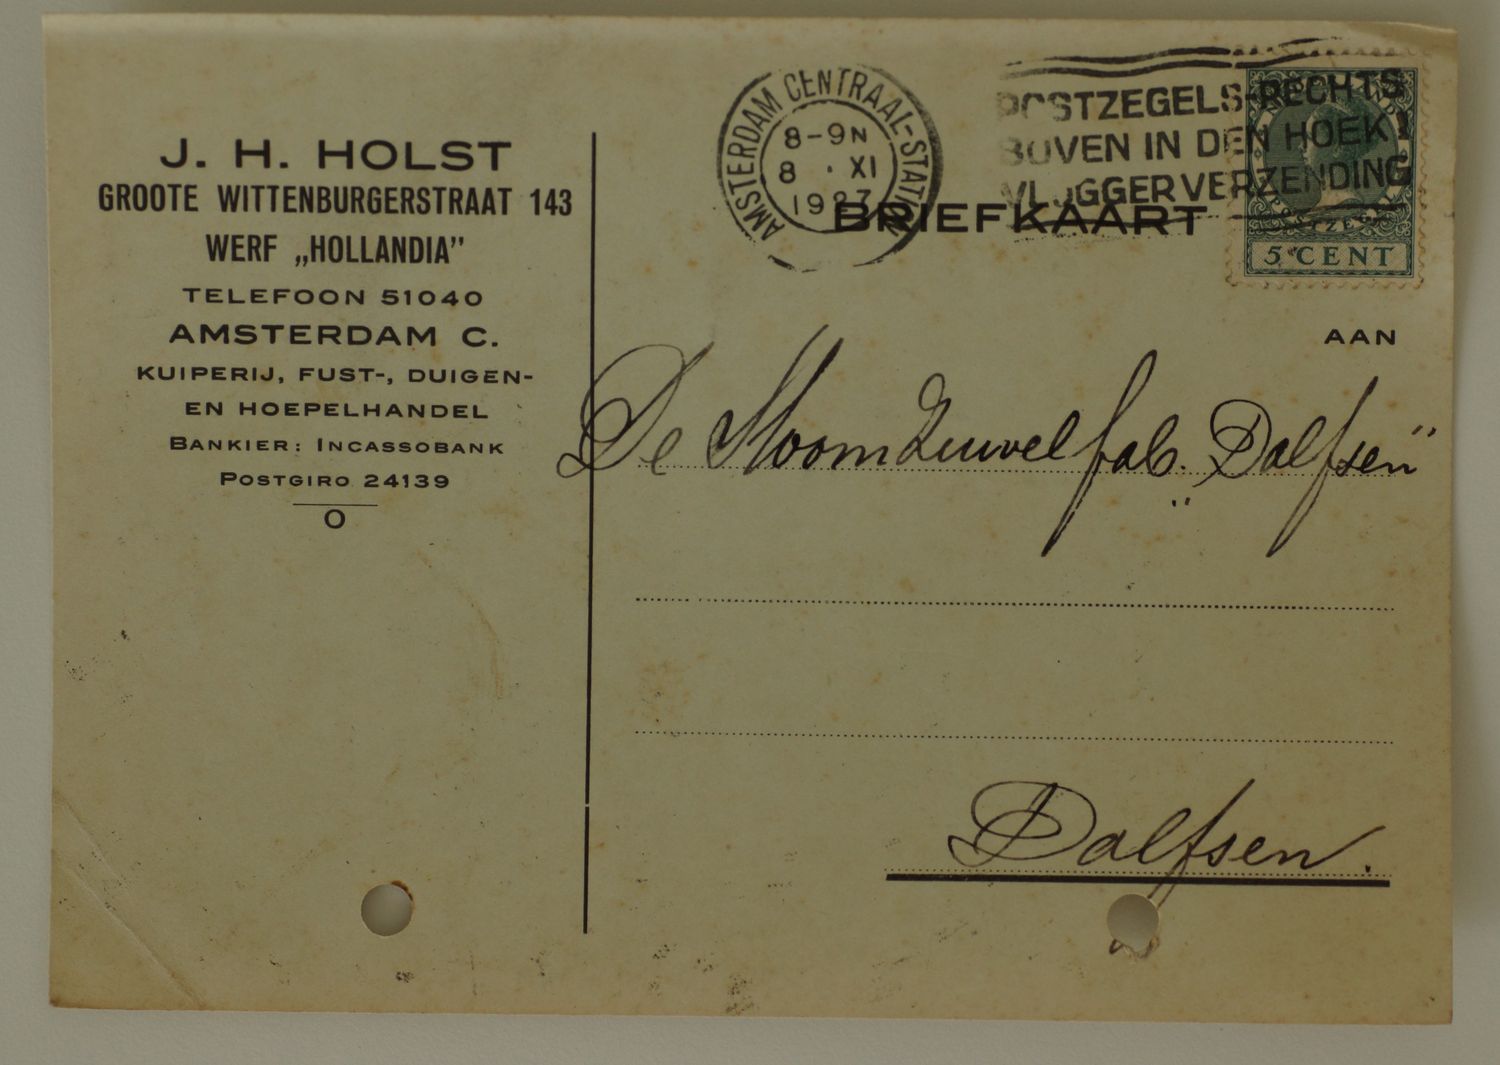 J. H. HOLST
GROOTE WITTENBURGERSTRAAT 143
WERF „HOLLANDIA"
TELEFOON 51040
AMSTERDAM C.
KUIPERIJ, FUST-, DUIGEN-
EN HOEPELHANDEL
BANKIER: INCASSOBANK
POSTGIRO 24139
O
AMSTERDAM CENTRAAL-STATION
8-9N
8 · XI
1927
POSTZEGELS-RECHTS
BOVEN IN DEN HOEK!
VLUGGER VERZENDING
BRIEFKAART
POSTZEGEL
5 CENT
AAN
De Stoomzuivelfab. „Dalfsen"
Dalfsen.